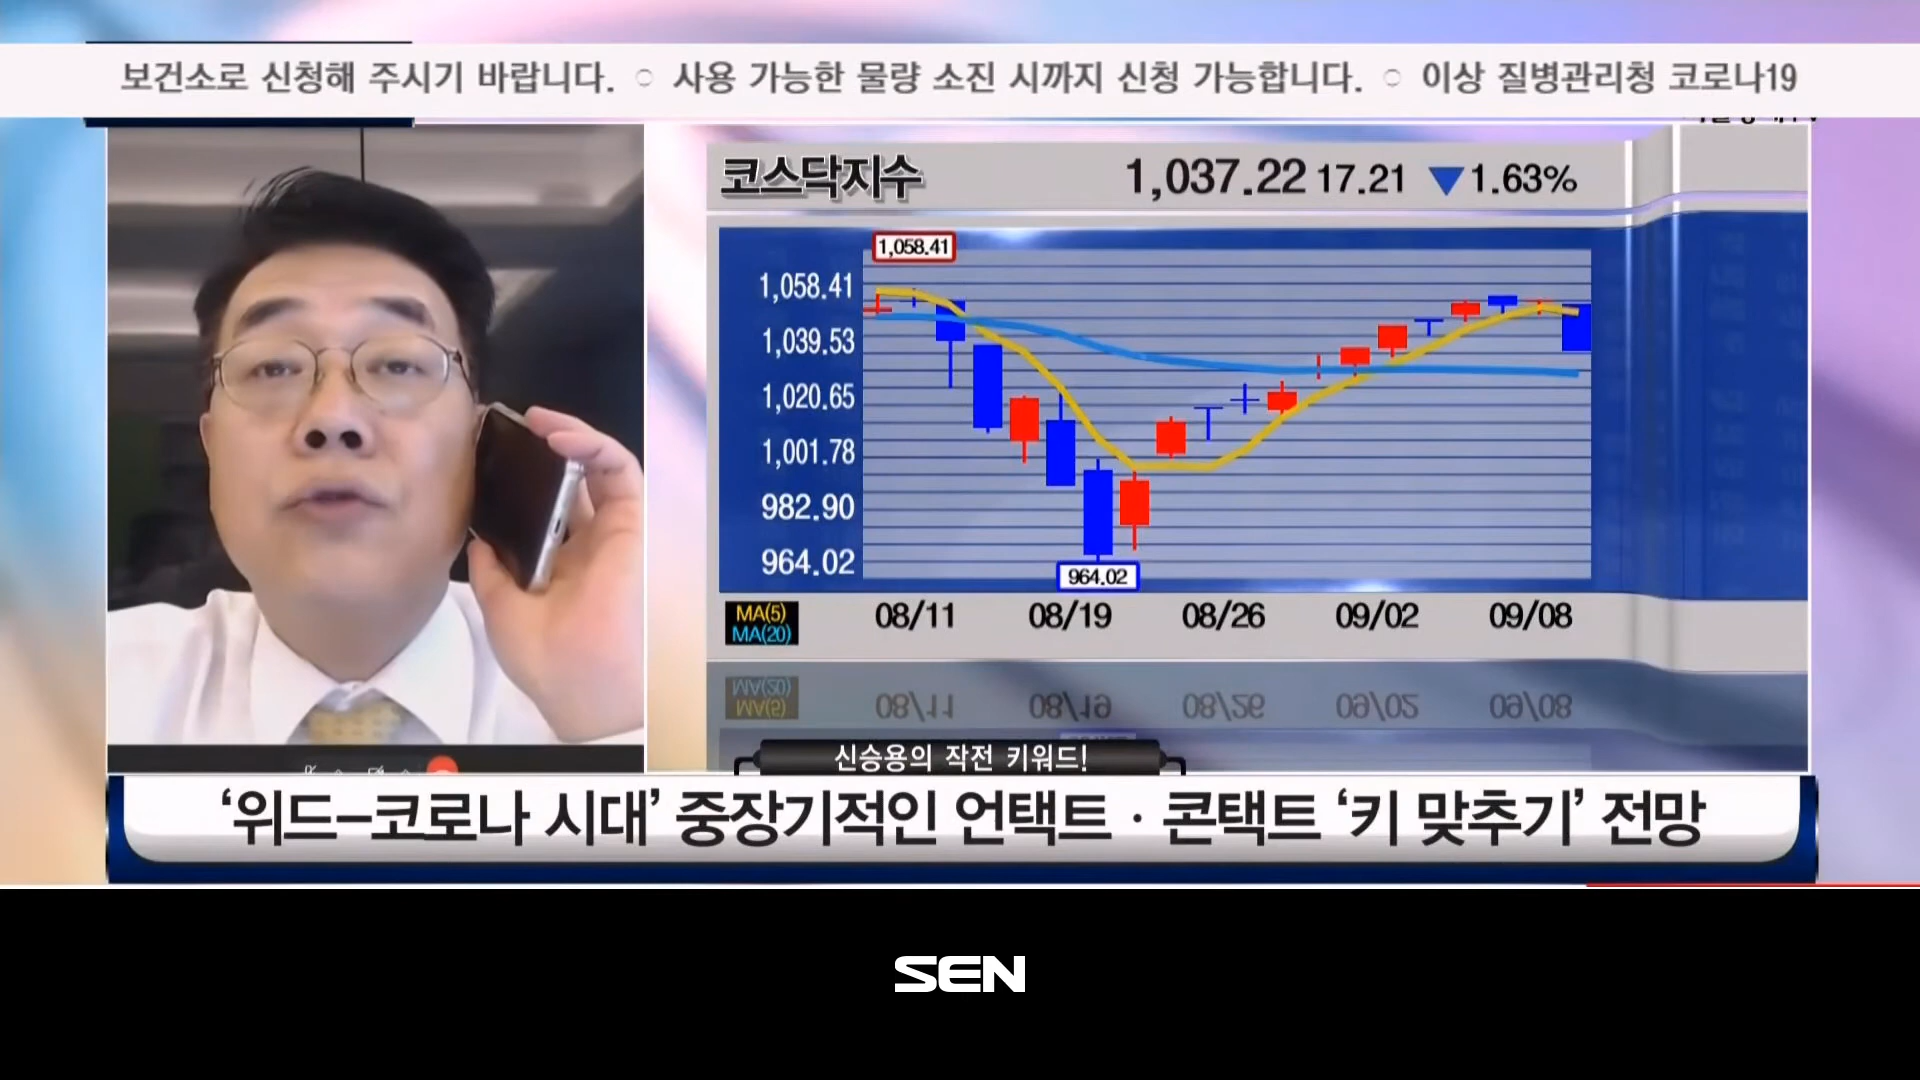 보건소로 신청해 주시기 바랍니다. ○ 사용 가능한 물량 소진 시까지 신청 가능합니다. ○ 이상 질병관리청 코로나19
코스닥지수 1,037.22 17.21 ▼1.63%
1,058.41
1,058.41
1,039.53
1,020.65
1,001.78
982.90
964.02
964.02
MA(5)
MA(20)
08/11 08/19 08/26 09/02 09/08
신승용의 작전 키워드!
‘위드-코로나 시대’ 중장기적인 언택트 · 콘택트 ‘키 맞추기’ 전망
SEN